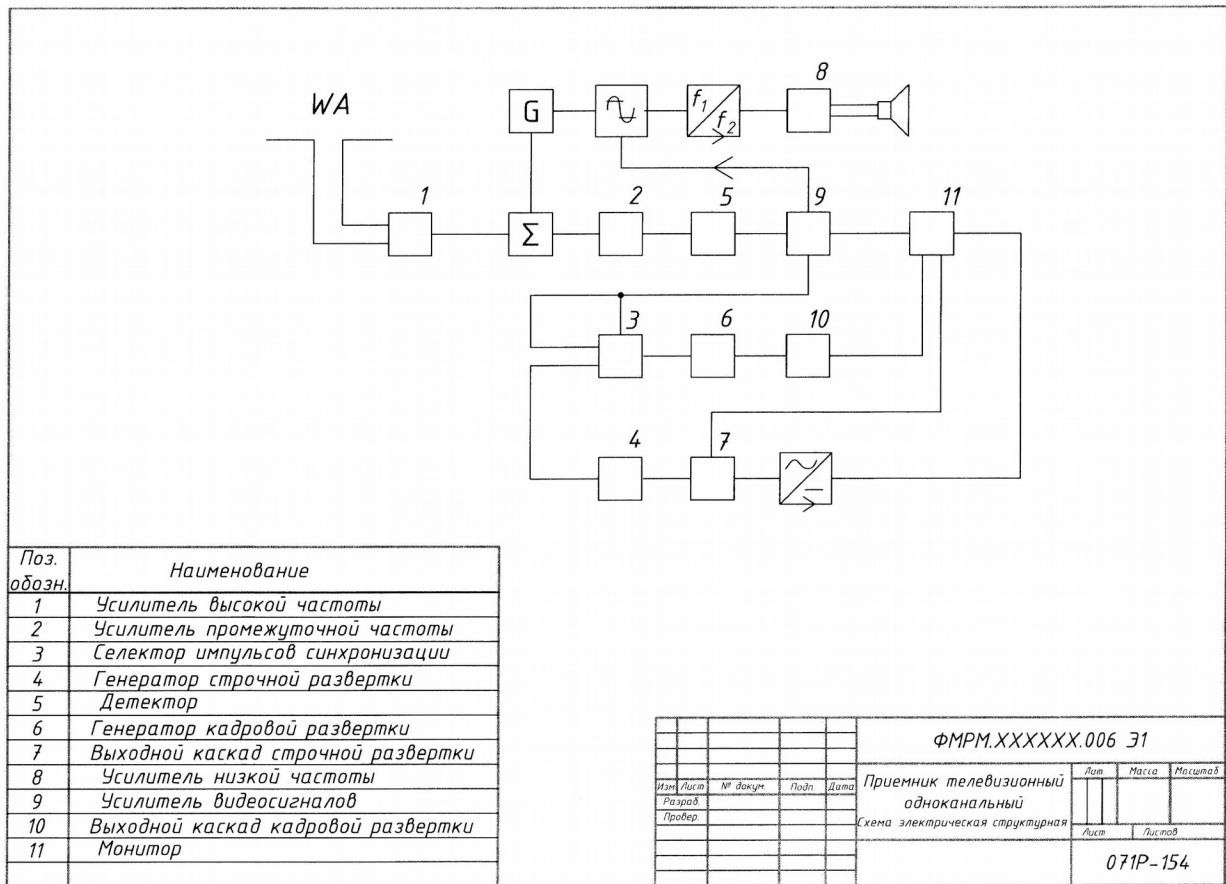 WA
8
G
f1
f2
1
2
5
9
11
Σ
3
6
10
4
7
Поз. обозн.
Наименование
1 Усилитель высокой частоты
2 Усилитель промежуточной частоты
3 Селектор импульсов синхронизации
4 Генератор строчной развертки
5 Детектор
6 Генератор кадровой развертки
7 Выходной каскад строчной развертки
8 Усилитель низкой частоты
9 Усилитель видеосигналов
10 Выходной каскад кадровой развертки
11 Монитор
ФМРМ.XXXXXX.006 Э1
Изм. Лист № докум. Подп. Дата
Разраб.
Провер.
Приемник телевизионный
одноканальный
Схема электрическая структурная
Лит. Масса Масштаб
Лист Листов
071Р-154